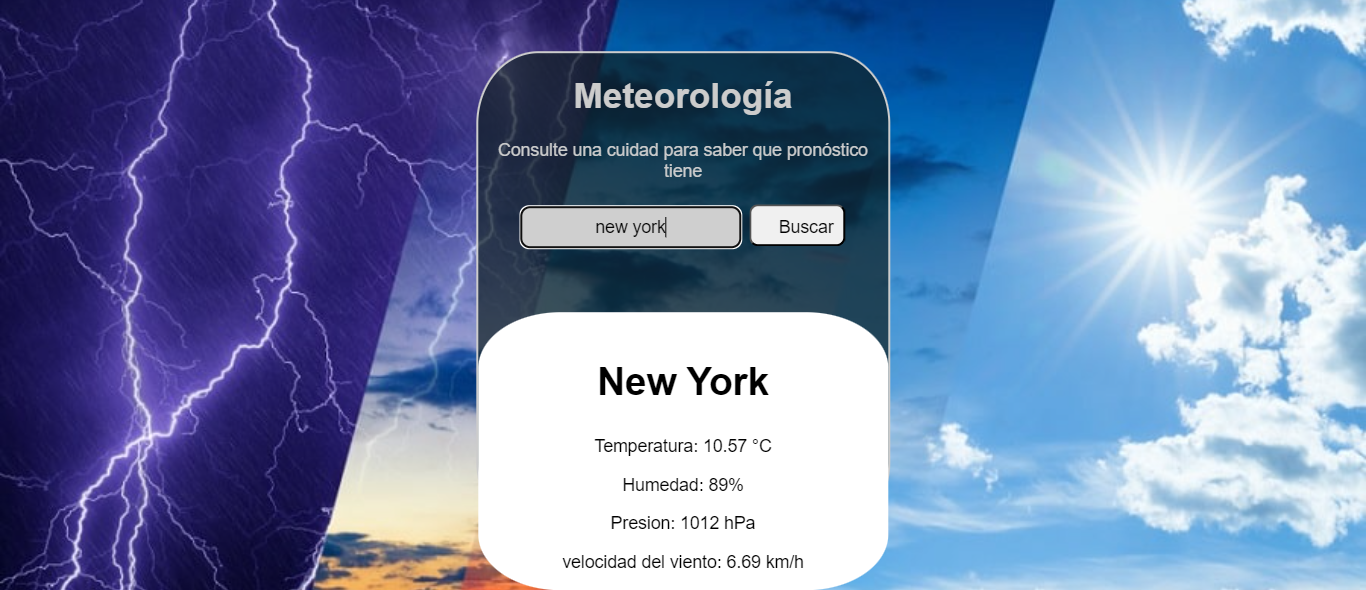 Meteorología
Consulte una cuidad para saber que pronóstico
tiene
new york
Buscar
New York
Temperatura: 10.57 °C
Humedad: 89%
Presion: 1012 hPa
velocidad del viento: 6.69 km/h